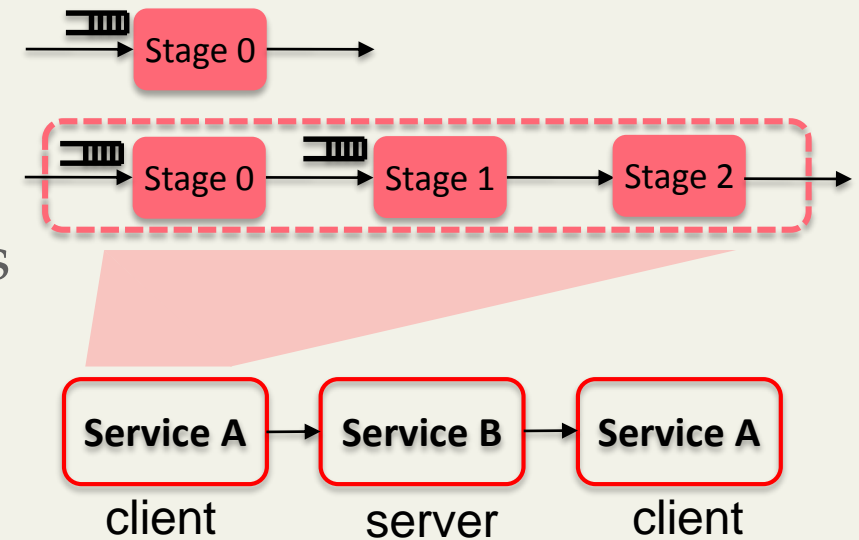 Stage 0
Stage 0 Stage 1 Stage 2
s
Service A Service B Service A
client server client